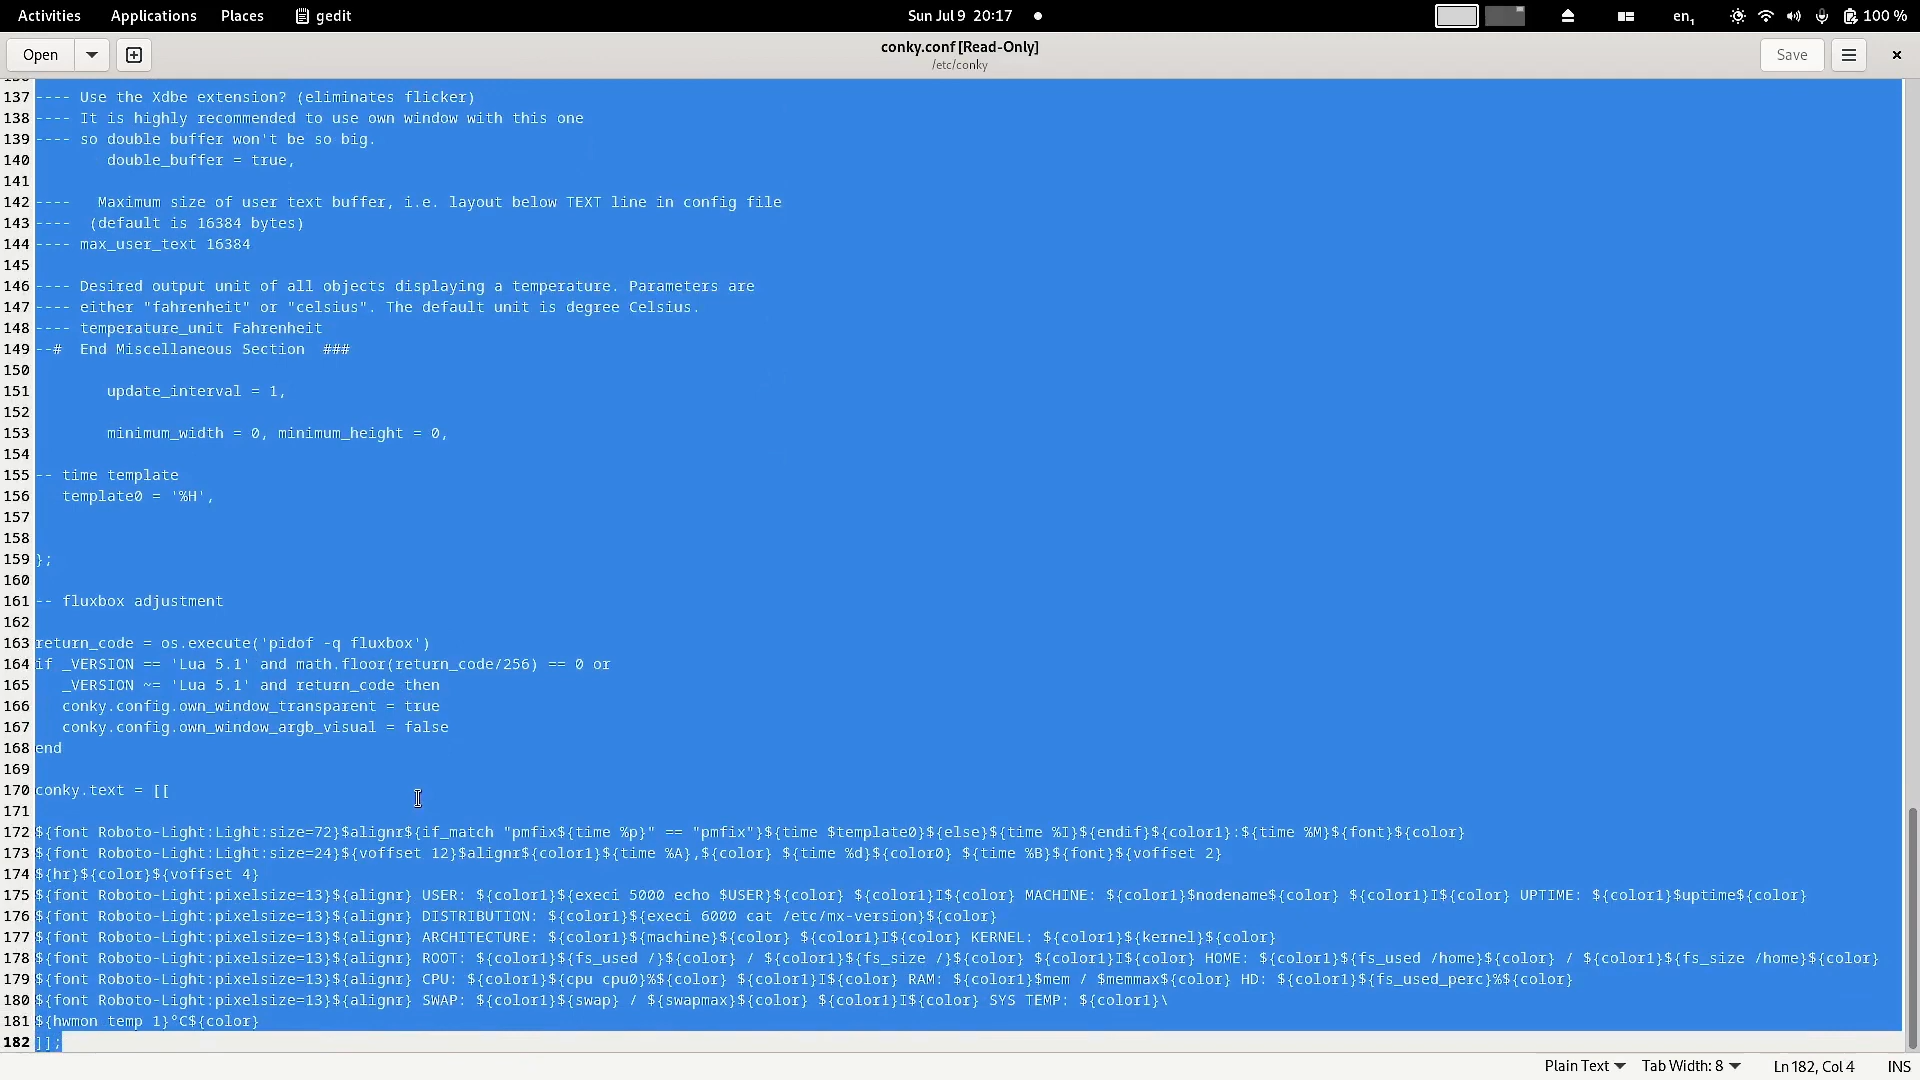 Activities Applications Places gedit Sun Jul 9 20:17 en₁ 100 %
Open conky.conf [Read-Only] Save
/etc/conky
137 ---- Use the Xdbe extension? (eliminates flicker)
138 ---- It is highly recommended to use own window with this one
139 ---- so double buffer won't be so big.
140         double_buffer = true,
141
142 ----   Maximum size of user text buffer, i.e. layout below TEXT line in config file
143 ----  (default is 16384 bytes)
144 ---- max_user_text 16384
145
146 ---- Desired output unit of all objects displaying a temperature. Parameters are
147 ---- either "fahrenheit" or "celsius". The default unit is degree Celsius.
148 ---- temperature_unit Fahrenheit
149 --#  End Miscellaneous Section  ###
150
151         update_interval = 1,
152
153         minimum_width = 0, minimum_height = 0,
154
155 -- time template
156    template0 = '%H',
157
158
159 };
160
161 -- fluxbox adjustment
162
163 return_code = os.execute('pidof -q fluxbox')
164 if _VERSION == 'Lua 5.1' and math.floor(return_code/256) == 0 or
165    _VERSION ~= 'Lua 5.1' and return_code then
166    conky.config.own_window_transparent = true
167    conky.config.own_window_argb_visual = false
168 end
169
170 conky.text = [[
171
172 ${font Roboto-Light:Light:size=72}$alignr${if_match "pmfix${time %p}" == "pmfix"}${time $template0}${else}${time %I}${endif}${color1}:${time %M}${font}${color}
173 ${font Roboto-Light:Light:size=24}${voffset 12}$alignr${color1}${time %A},${color} ${time %d}${color0} ${time %B}${font}${voffset 2}
174 ${hr}${color}${voffset 4}
175 ${font Roboto-Light:pixelsize=13}${alignr} USER: ${color1}${execi 5000 echo $USER}${color} ${color1}I${color} MACHINE: ${color1}$nodename${color} ${color1}I${color} UPTIME: ${color1}$uptime${color}
176 ${font Roboto-Light:pixelsize=13}${alignr} DISTRIBUTION: ${color1}${execi 6000 cat /etc/mx-version}${color}
177 ${font Roboto-Light:pixelsize=13}${alignr} ARCHITECTURE: ${color1}${machine}${color} ${color1}I${color} KERNEL: ${color1}${kernel}${color}
178 ${font Roboto-Light:pixelsize=13}${alignr} ROOT: ${color1}${fs_used /}${color} / ${color1}${fs_size /}${color} ${color1}I${color} HOME: ${color1}${fs_used /home}${color} / ${color1}${fs_size /home}${color}
179 ${font Roboto-Light:pixelsize=13}${alignr} CPU: ${color1}${cpu cpu0}%${color} ${color1}I${color} RAM: ${color1}$mem / $memmax${color} HD: ${color1}${fs_used_perc}%${color}
180 ${font Roboto-Light:pixelsize=13}${alignr} SWAP: ${color1}${swap} / ${swapmax}${color} ${color1}I${color} SYS TEMP: ${color1}\
181 ${hwmon temp 1}°C${color}
182 ]];
Plain Text Tab Width: 8 Ln 182, Col 4 INS